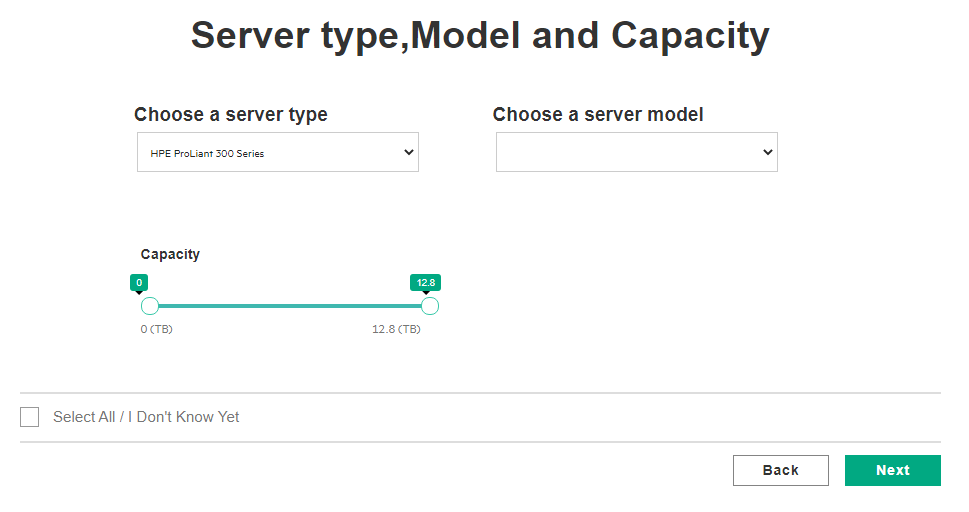 Server type,Model and Capacity
Choose a server type
Choose a server model
HPE ProLiant 300 Series
Capacity
0
12.8
0 (TB)
12.8 (TB)
Select All / I Don't Know Yet
Back
Next